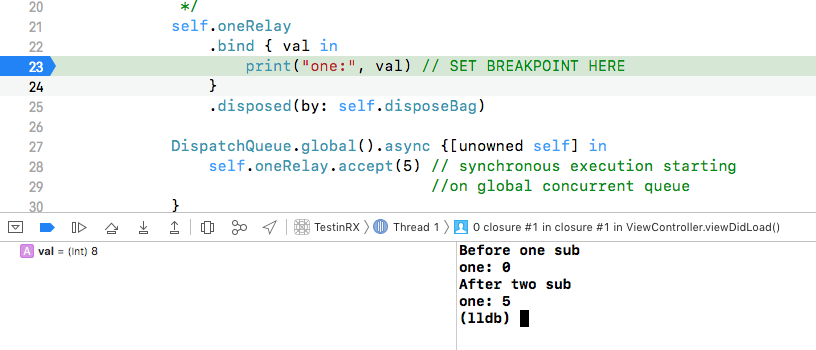 20 */
21 self.oneRelay
22 .bind { val in
23 print("one:", val) // SET BREAKPOINT HERE
24 }
25 .disposed(by: self.disposeBag)
26
27 DispatchQueue.global().async {[unowned self] in
28 self.oneRelay.accept(5) // synchronous execution starting
29 //on global concurrent queue
30 }
TestinRX Thread 1 0 closure #1 in closure #1 in ViewController.viewDidLoad()
A val = (Int) 8
Before one sub
one: 0
After two sub
one: 5
(lldb)